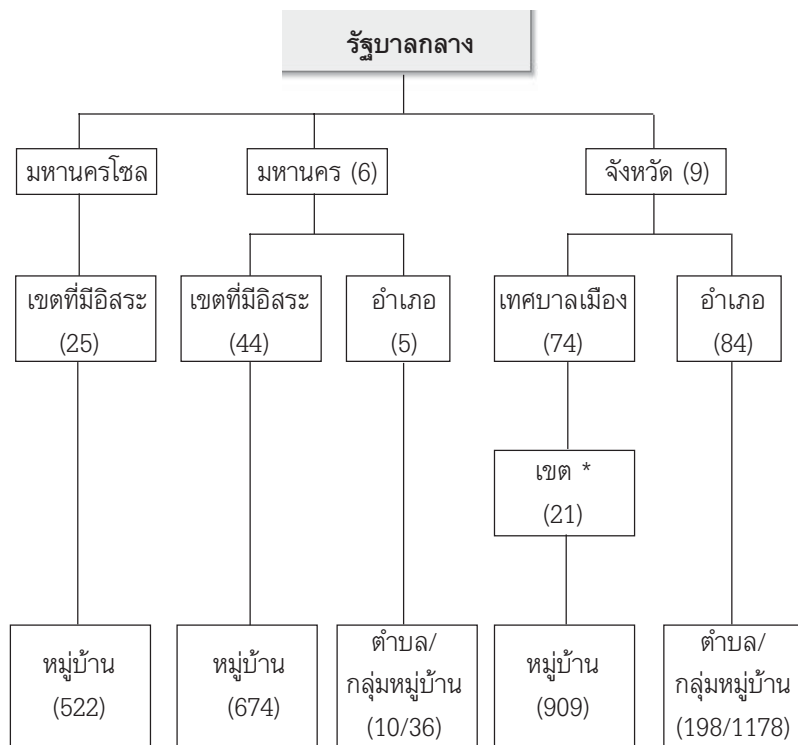 รัฐบาลกลาง
มหานครโซล
มหานคร (6)
จังหวัด (9)
เขตที่มีอิสระ
(25)
เขตที่มีอิสระ
(44)
อำเภอ
(5)
เทศบาลเมือง
(74)
อำเภอ
(84)
เขต *
(21)
หมู่บ้าน
(522)
หมู่บ้าน
(674)
ตำบล/
กลุ่มหมู่บ้าน
(10/36)
หมู่บ้าน
(909)
ตำบล/
กลุ่มหมู่บ้าน
(198/1178)